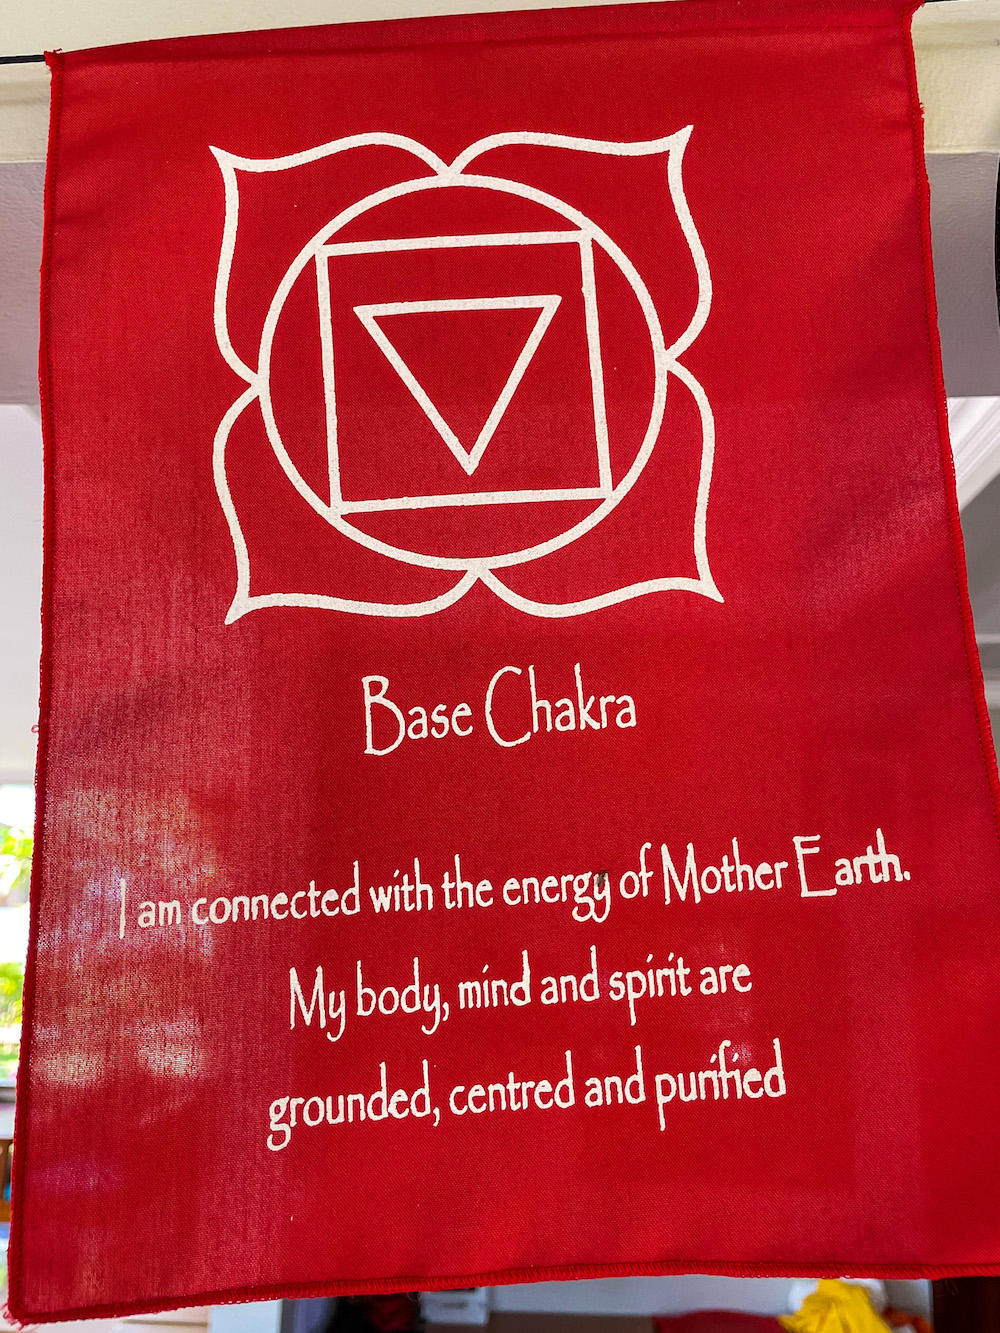 Base Chakra
I am connected with the energy of Mother Earth.
My body, mind and spirit are
grounded, centred and purified